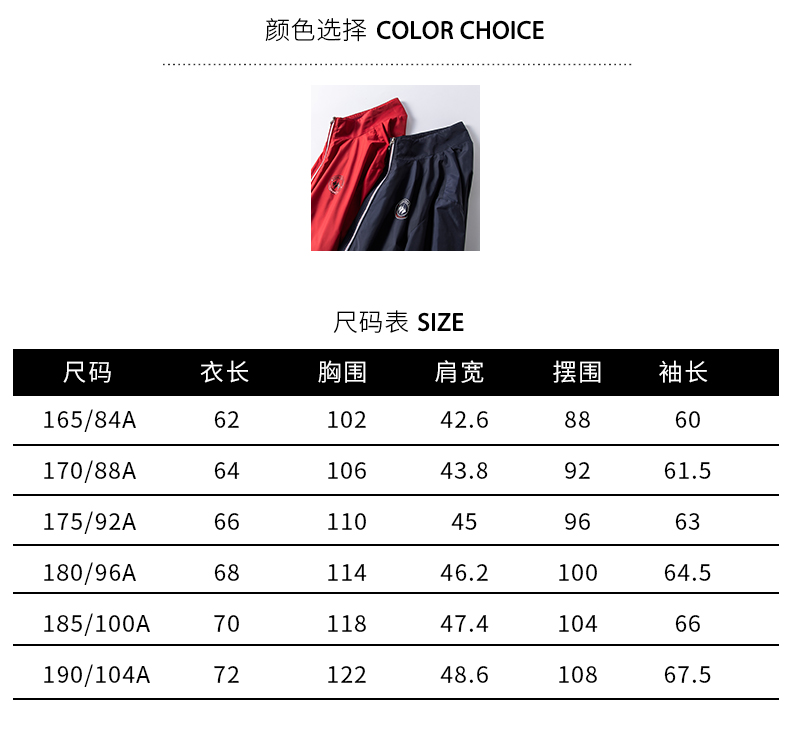 颜色选择 COLOR CHOICE
尺码表 SIZE
尺码 衣长 胸围 肩宽 摆围 袖长
165/84A 62 102 42.6 88 60
170/88A 64 106 43.8 92 61.5
175/92A 66 110 45 96 63
180/96A 68 114 46.2 100 64.5
185/100A 70 118 47.4 104 66
190/104A 72 122 48.6 108 67.5